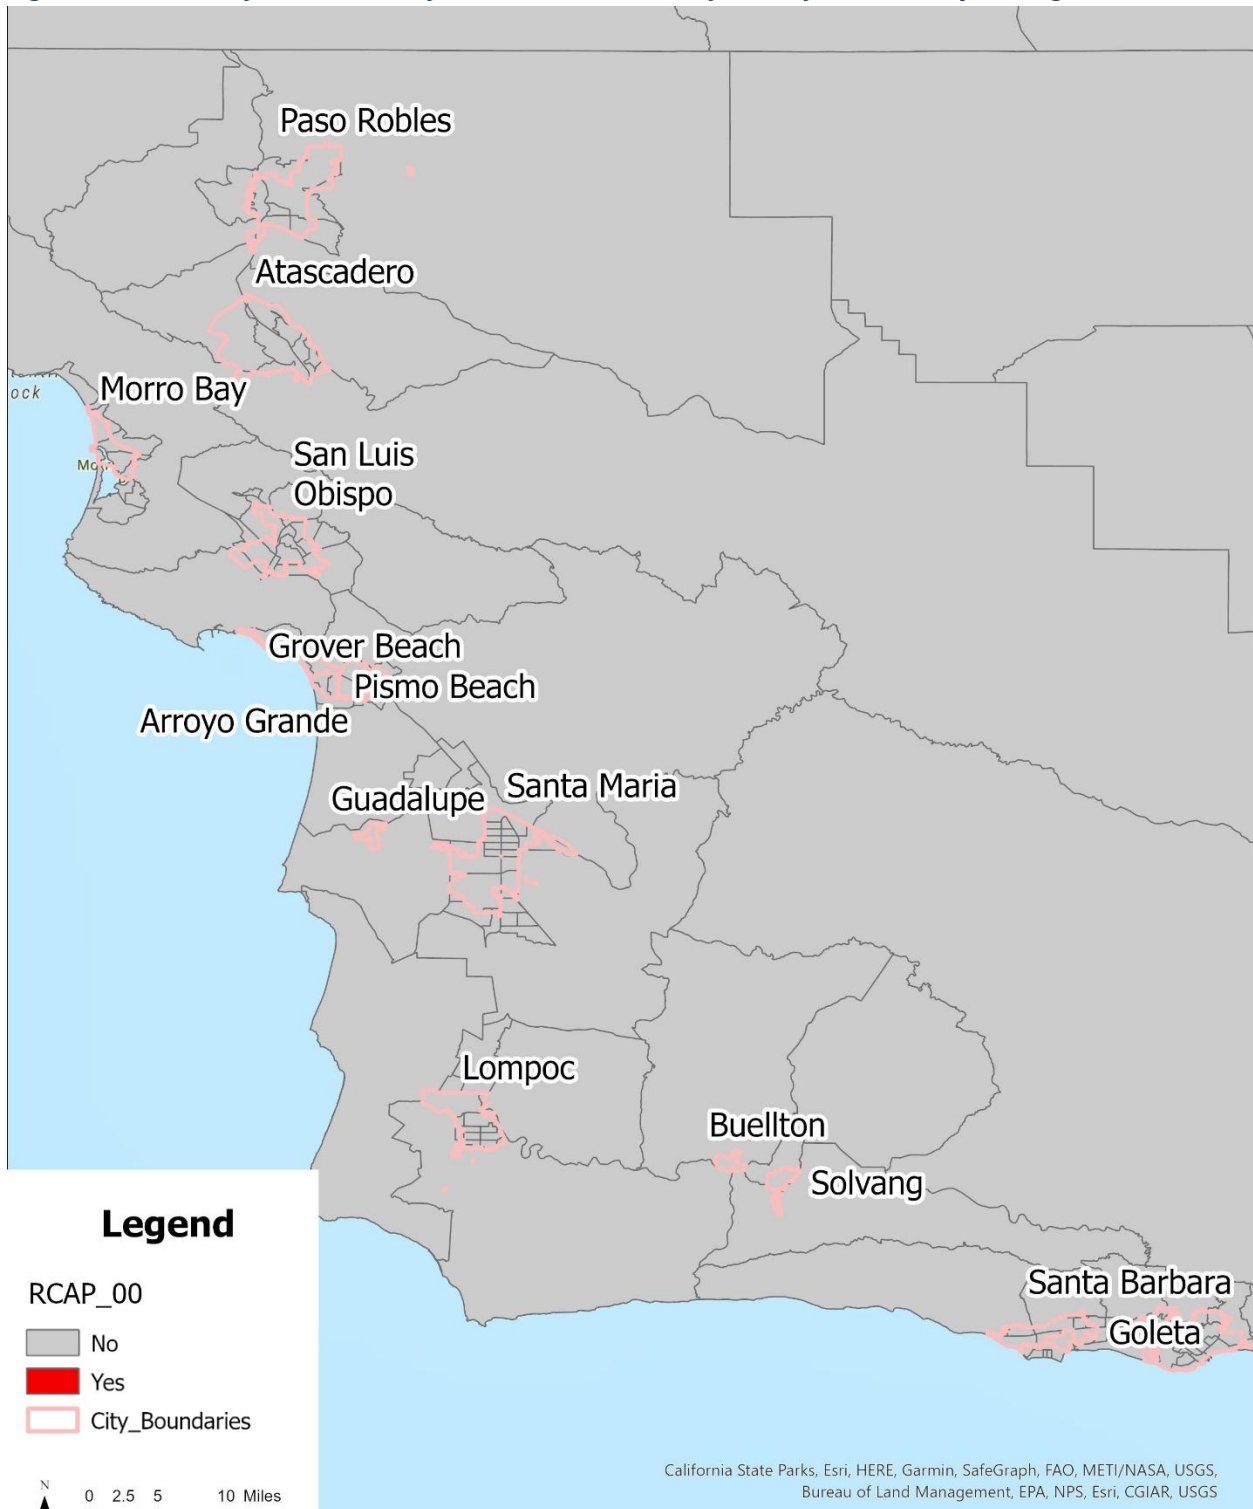 Paso Robles
Atascadero
ock
Morro Bay
San Luis
Obispo
Grover Beach
Pismo Beach
Arroyo Grande
Santa Maria
Guadalupe
Lompoc
Buellton
Solvang
Santa Barbara
Goleta
Legend
RCAP_00
No
Yes
City_Boundaries
N
0 2.5 5 10 Miles
California State Parks, Esri, HERE, Garmin, SafeGraph, FAO, METI/NASA, USGS,
Bureau of Land Management, EPA, NPS, Esri, CGIAR, USGS